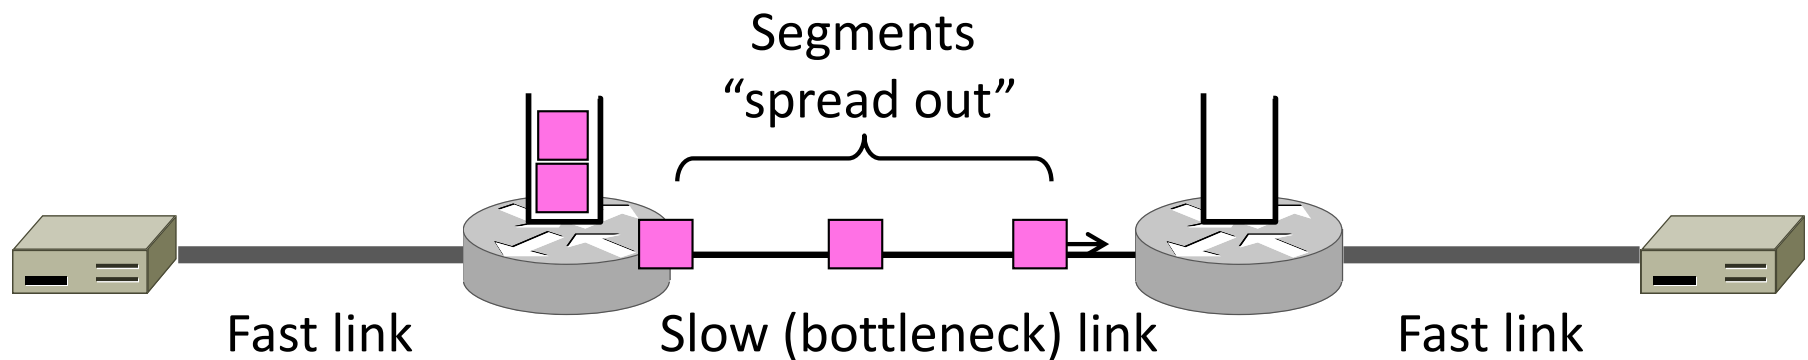 Segments
“spread out”
Fast link
Slow (bottleneck) link
Fast link